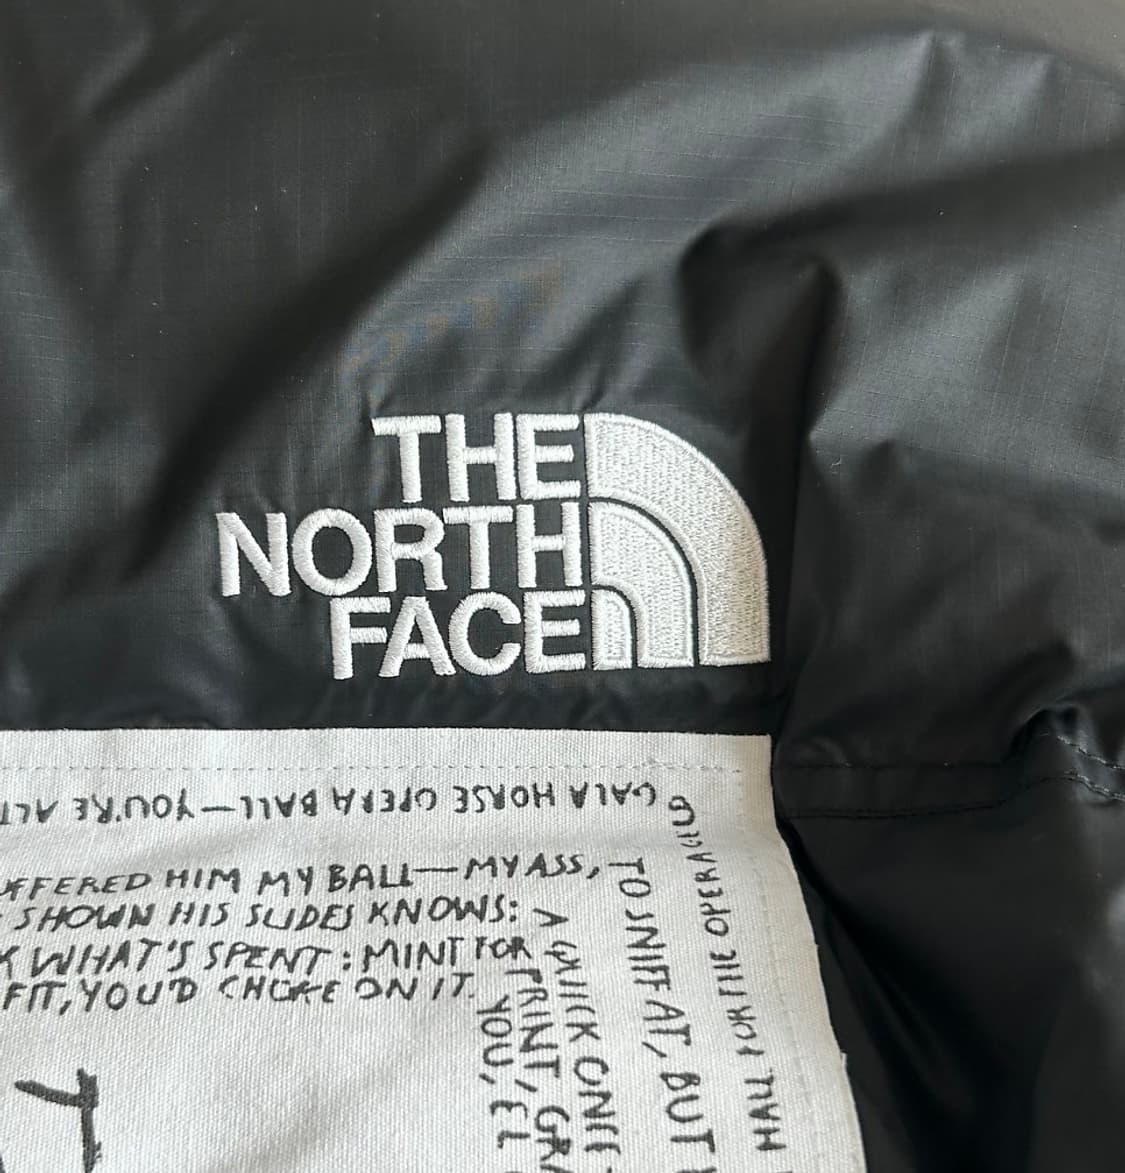 THE
NORTH
FACE
GALA HORSE OPERA BALL—YOU'RE
FFERED HIM MY BALL—MY ASS,
SHOWN HIS SLIDES KNOWS:
WHAT'S SPENT: MINT FOR
FIT, YOU'D CHOKE ON IT.
TO SNIFF AT, BUT
A QUICK ONCE-
PRINT,
YOU,
HALL FOR THE OPERA
T